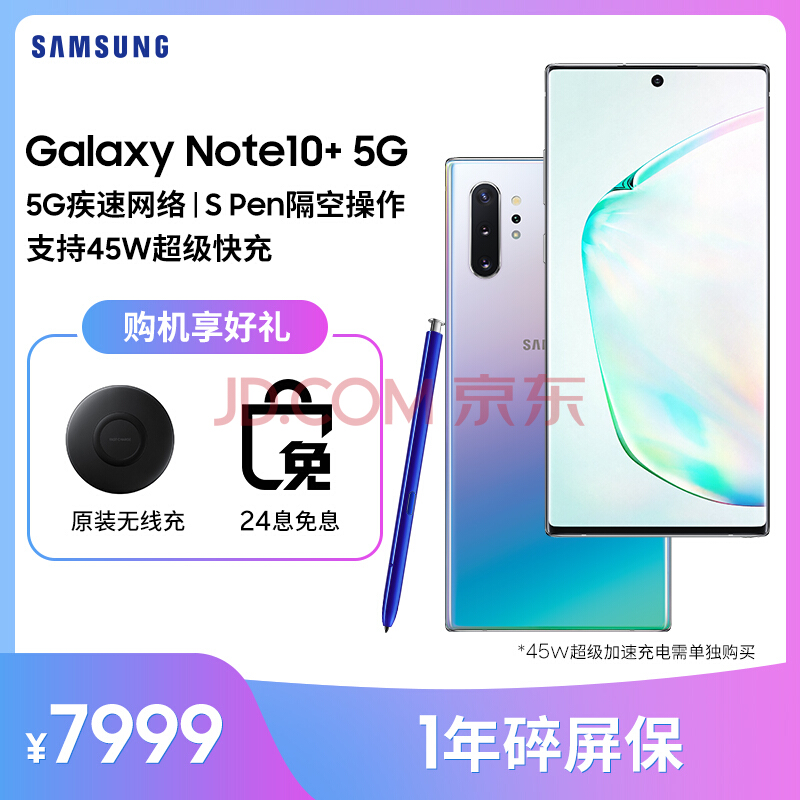 SAMSUNG
Galaxy Note10+ 5G
5G疾速网络 | S Pen隔空操作
支持45W超级快充
购机享好礼
JD.COM 京东
免
原装无线充
24息免息
SAM
*45W超级加速充电需单独购买
¥7999
1年碎屏保